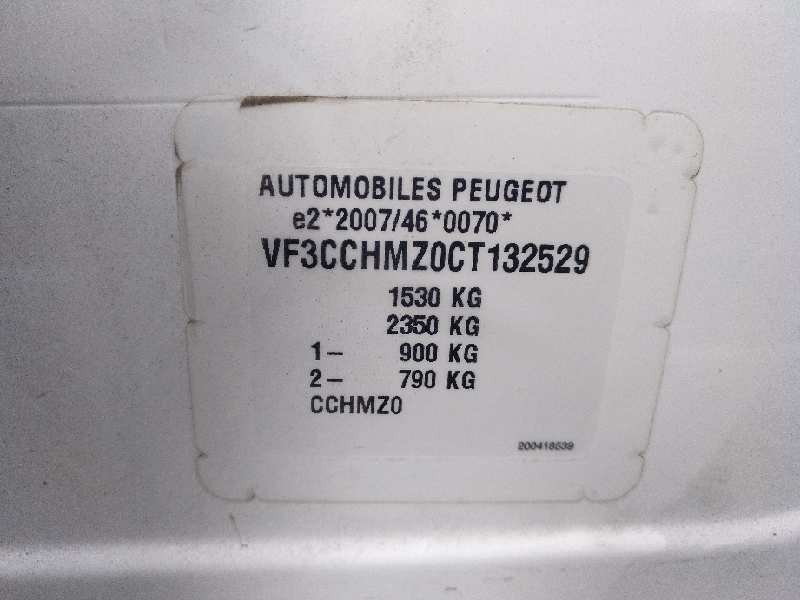 AUTOMOBILES PEUGEOT
e2*2007/46*0070*
VF3CCHMZ0CT132529
1530 KG
2350 KG
1- 900 KG
2- 790 KG
CCHMZ0
200418539